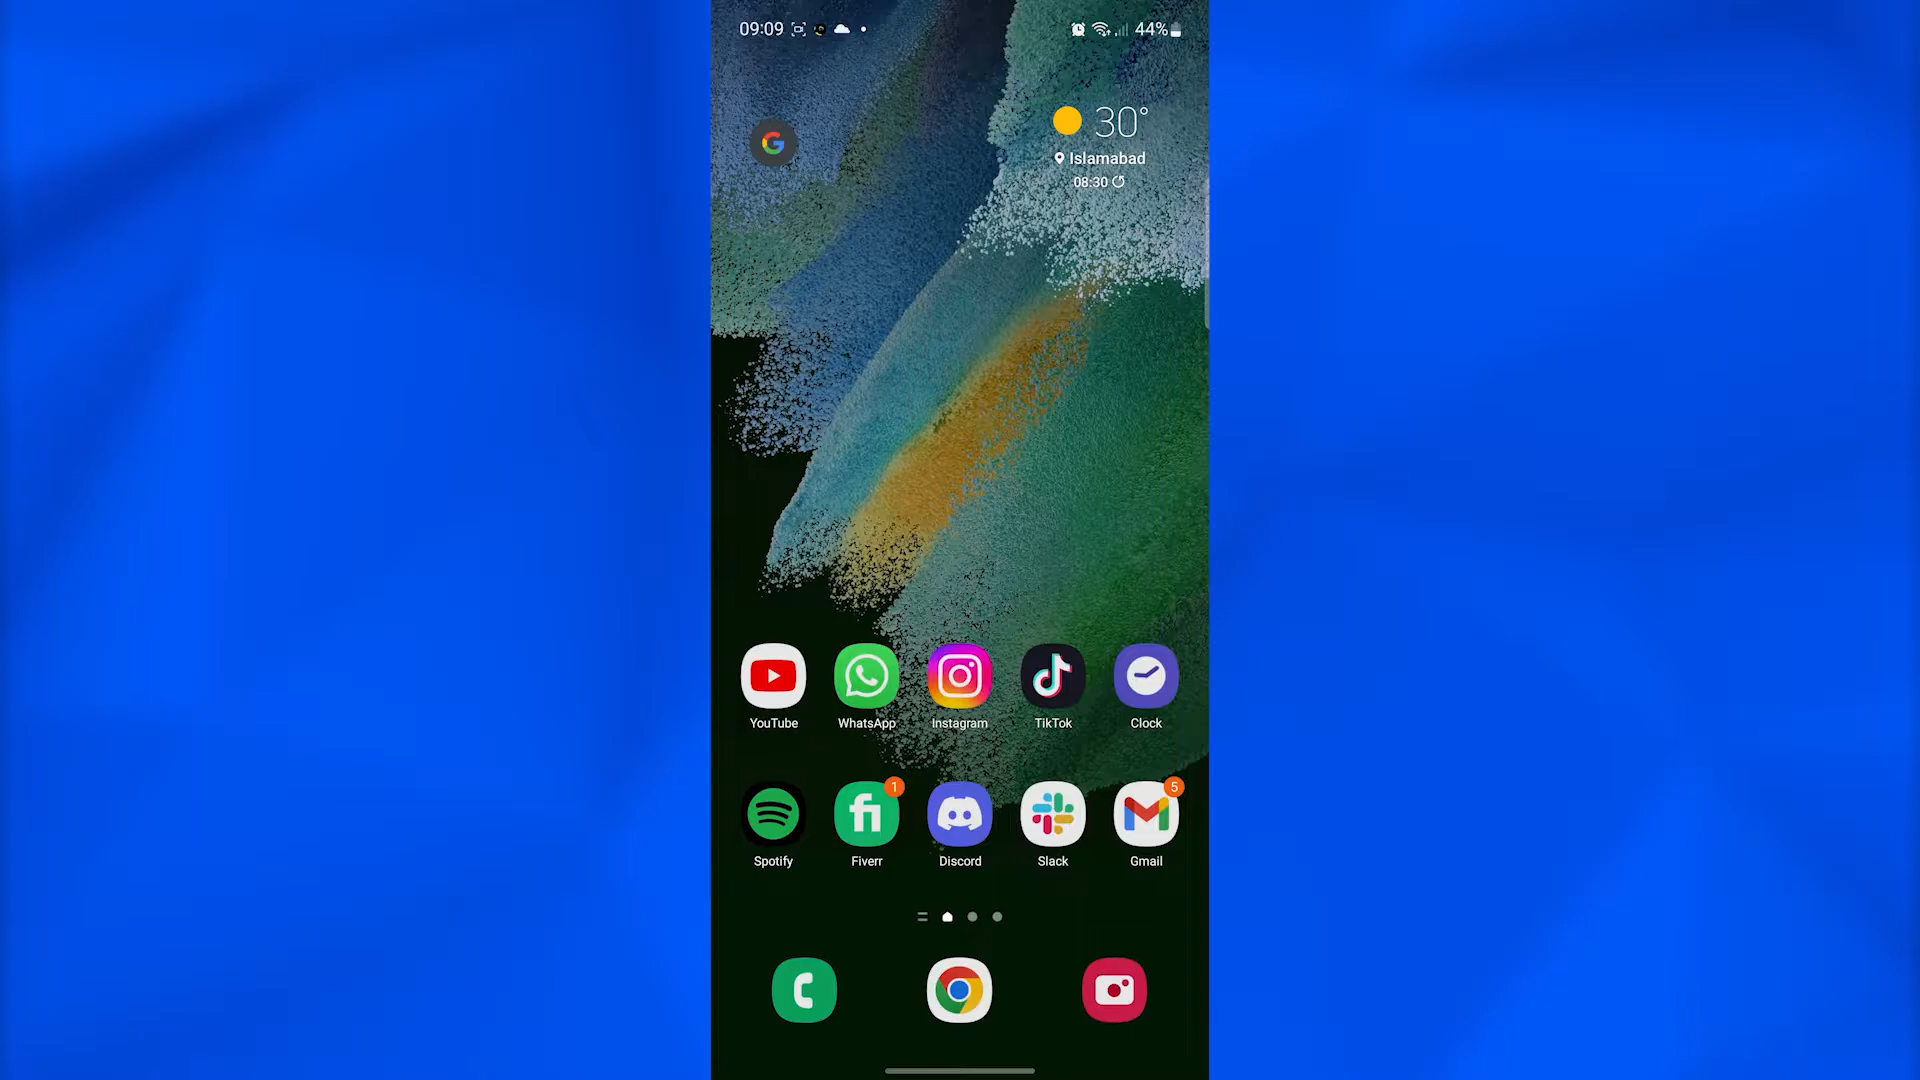 09:09 44%
30°
Islamabad
08:30
YouTube WhatsApp Instagram TikTok Clock
1 5
Spotify Fiverr Discord Slack Gmail